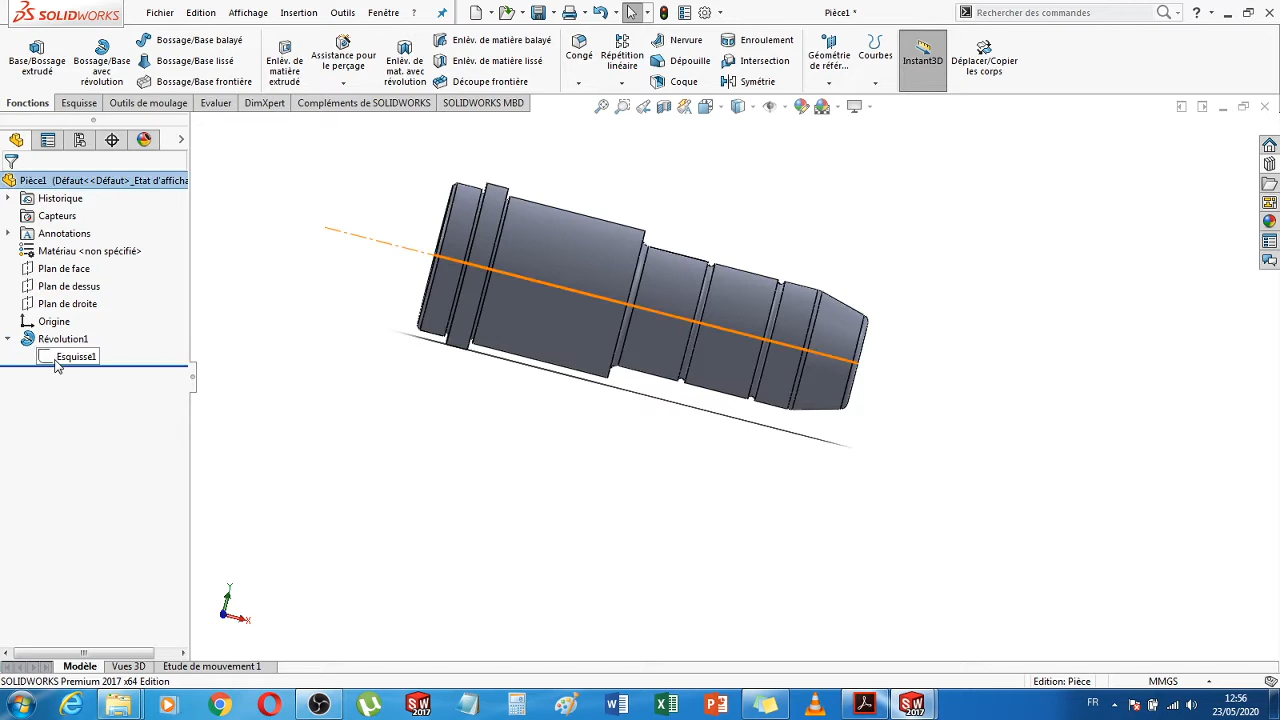 SOLIDWORKS
Fichier Edition Affichage Insertion Outils Fenêtre
Pièce1 *
Rechercher des commandes
?
Base/Bossage extrudé
Bossage/Base avec révolution
Bossage/Base balayé
Bossage/Base lissé
Bossage/Base frontière
Enlèv. de matière extrudé
Assistance pour le perçage
Enlèv. de mat. avec révolution
Enlèv. de matière balayé
Enlèv. de matière lissé
Découpe frontière
Congé
Répétition linéaire
Nervure
Dépouille
Coque
Enroulement
Intersection
Symétrie
Géométrie de référ...
Courbes
Instant3D
Déplacer/Copier les corps
Fonctions Esquisse Outils de moulage Evaluer DimXpert Compléments de SOLIDWORKS SOLIDWORKS MBD
Pièce1 (Défaut<<Défaut>_Etat d'afficha
Historique
Capteurs
Annotations
Matériau <non spécifié>
Plan de face
Plan de dessus
Plan de droite
Origine
Révolution1
Esquisse1
Y
X
Modèle Vues 3D Etude de mouvement 1
SOLIDWORKS Premium 2017 x64 Edition
Edition: Pièce
MMGS
SW 2017
SW 2017
FR
12:56
23/05/2020